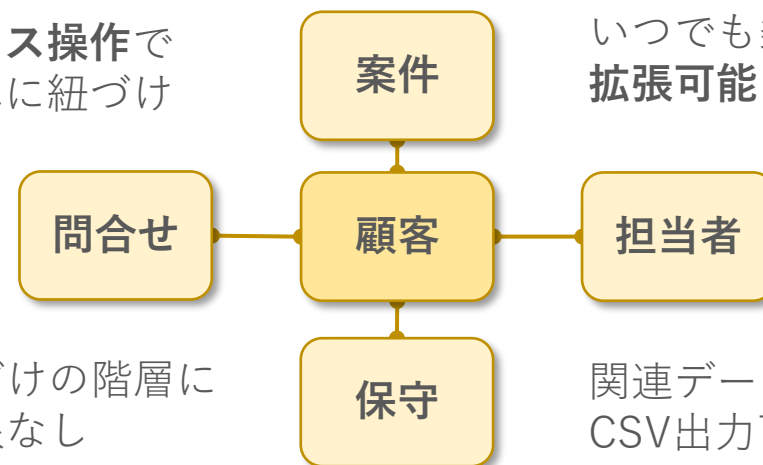 ス操作で
に紐づけ
案件
いつでも
拡張可能
問合せ
顧客
担当者
づけの階層に
なし
保守
関連デー
CSV出力